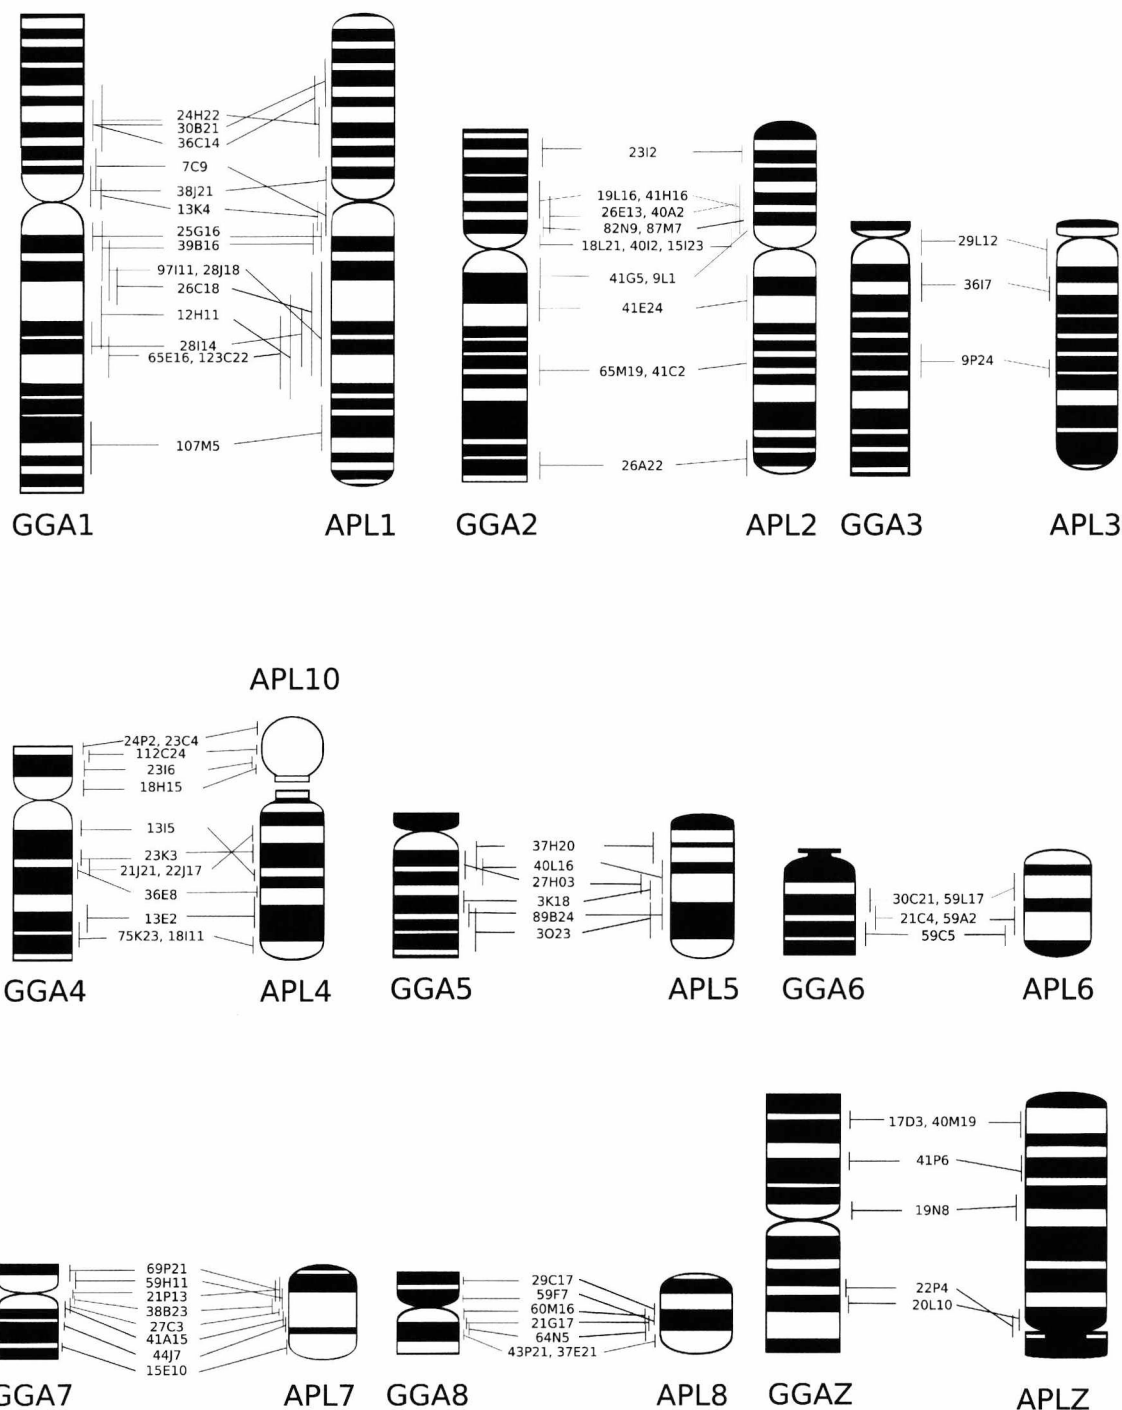 24H22
30B21
36C14
7C9
38J21
13K4
25G16
39B16
97I11, 28J18
26C18
12H11
28I14
65E16, 123C22
107M5
GGA1
APL1
23I2
19L16, 41H16
26E13, 40A2
82N9, 87M7
18L21, 40I2, 15I23
41G5, 9L1
41E24
65M19, 41C2
26A22
GGA2
APL2
29L12
36I7
9P24
GGA3
APL3
APL10
24P2, 23C4
112C24
23I6
18H15
13I5
23K3
21J21, 22J17
36E8
13E2
75K23, 18I11
GGA4
APL4
37H20
40L16
27H03
3K18
89B24
3O23
GGA5
APL5
30C21, 59L17
21C4, 59A2
59C5
GGA6
APL6
69P21
59H11
21P13
38B23
27C3
41A15
44J7
15E10
GGA7
APL7
29C17
59F7
60M16
21G17
64N5
43P21, 37E21
GGA8
APL8
17D3, 40M19
41P6
19N8
22P4
20L10
GGAZ
APLZ